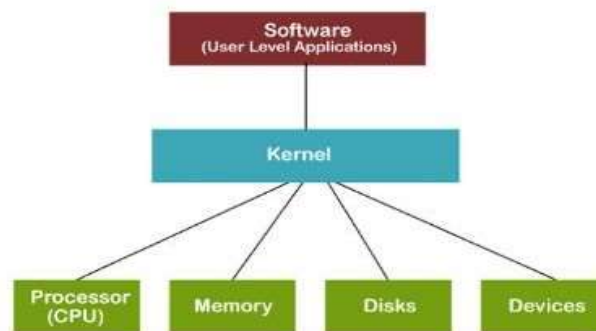 Software
(User Level Applications)
Kernel
Processor
(CPU)
Memory
Disks
Devices